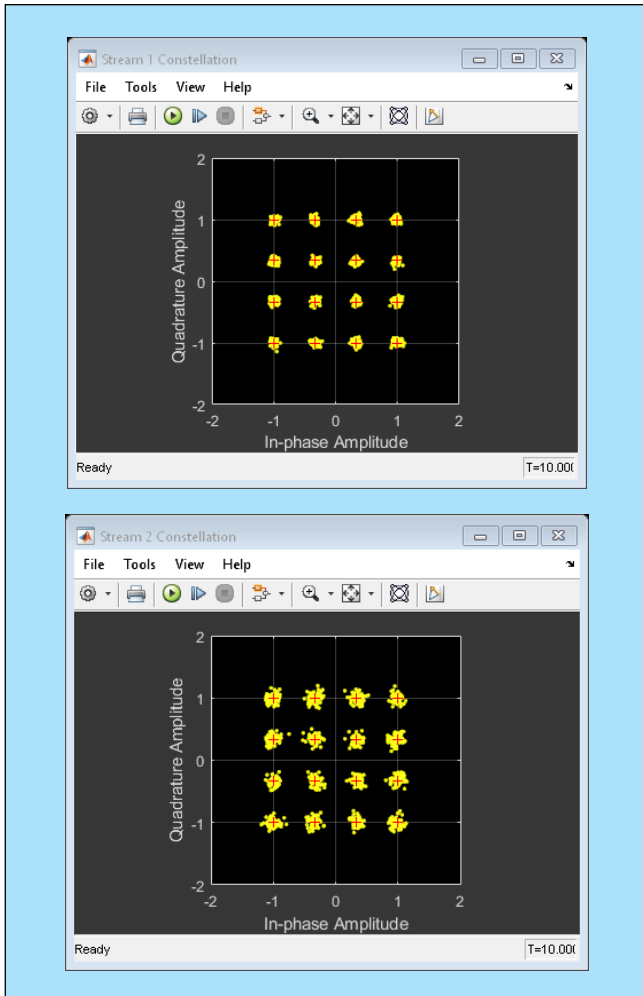 Stream 1 Constellation
File Tools View Help
2
1
0
-1
-2
-2 -1 0 1 2
Quadrature Amplitude
In-phase Amplitude
Ready T=10.00
Stream 2 Constellation
File Tools View Help
2
1
0
-1
-2
-2 -1 0 1 2
Quadrature Amplitude
In-phase Amplitude
Ready T=10.00